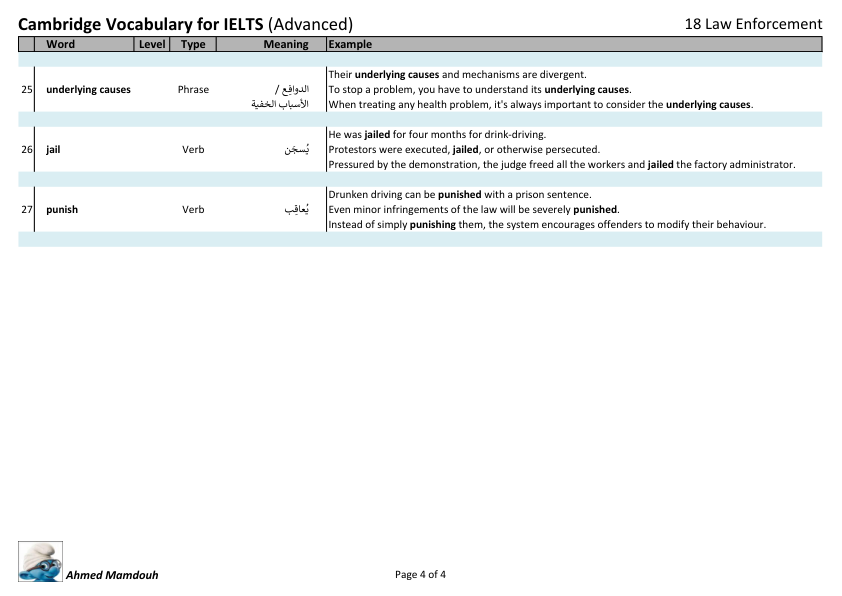 Cambridge Vocabulary for IELTS (Advanced) 18 Law Enforcement
Word Level Type Meaning Example
Their underlying causes and mechanisms are divergent.
25 underlying causes Phrase الدوافِع / To stop a problem, you have to understand its underlying causes.
الأسباب الخفية When treating any health problem, it's always important to consider the underlying causes.
He was jailed for four months for drink-driving.
26 jail Verb يُسجَن Protestors were executed, jailed, or otherwise persecuted.
Pressured by the demonstration, the judge freed all the workers and jailed the factory administrator.
Drunken driving can be punished with a prison sentence.
27 punish Verb يُعاقِب Even minor infringements of the law will be severely punished.
Instead of simply punishing them, the system encourages offenders to modify their behaviour.
Ahmed Mamdouh Page 4 of 4